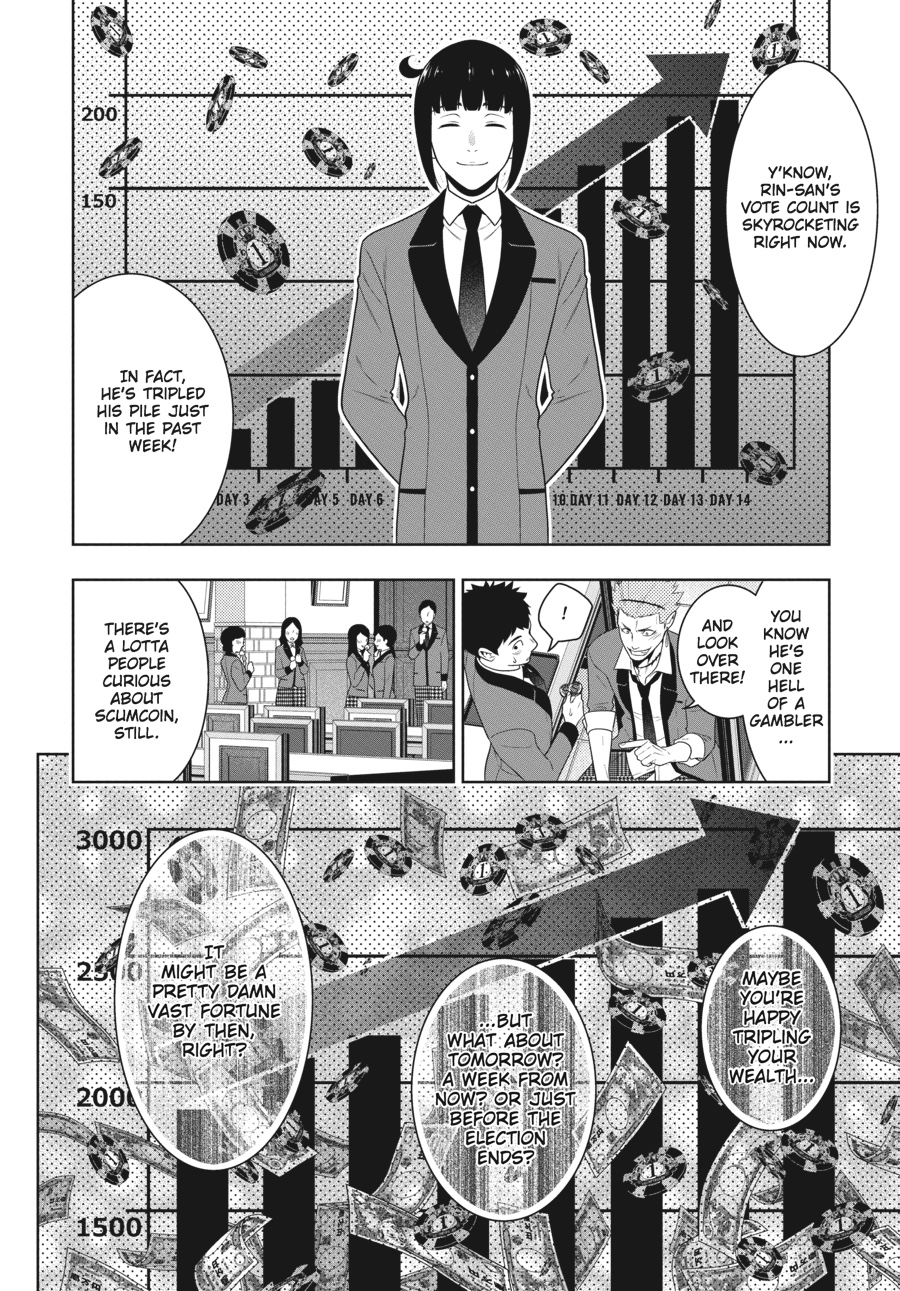 Y'KNOW,
RIN-SAN'S
VOTE COUNT IS
SKYROCKETING
RIGHT NOW.
200
150
IN FACT,
HE'S TRIPLED
HIS PILE JUST
IN THE PAST
WEEK!
DAY 3 DAY 6 10 DAY 11 DAY 12 DAY 13 DAY 14
YOU
KNOW
HE'S
ONE
HELL
OF A
GAMBLER
...
AND
LOOK
OVER
THERE!
!
THERE'S
A LOTTA
PEOPLE
CURIOUS
ABOUT
SCUMCOIN,
STILL.
3000
2500
2000
1500
MAYBE
YOU'RE
HAPPY
TRIPLING
YOUR
WEALTH...
...BUT
WHAT ABOUT
TOMORROW?
A WEEK FROM
NOW? OR JUST
BEFORE THE
ELECTION
ENDS?
IT
MIGHT BE A
PRETTY DAMN
VAST FORTUNE
BY THEN,
RIGHT?